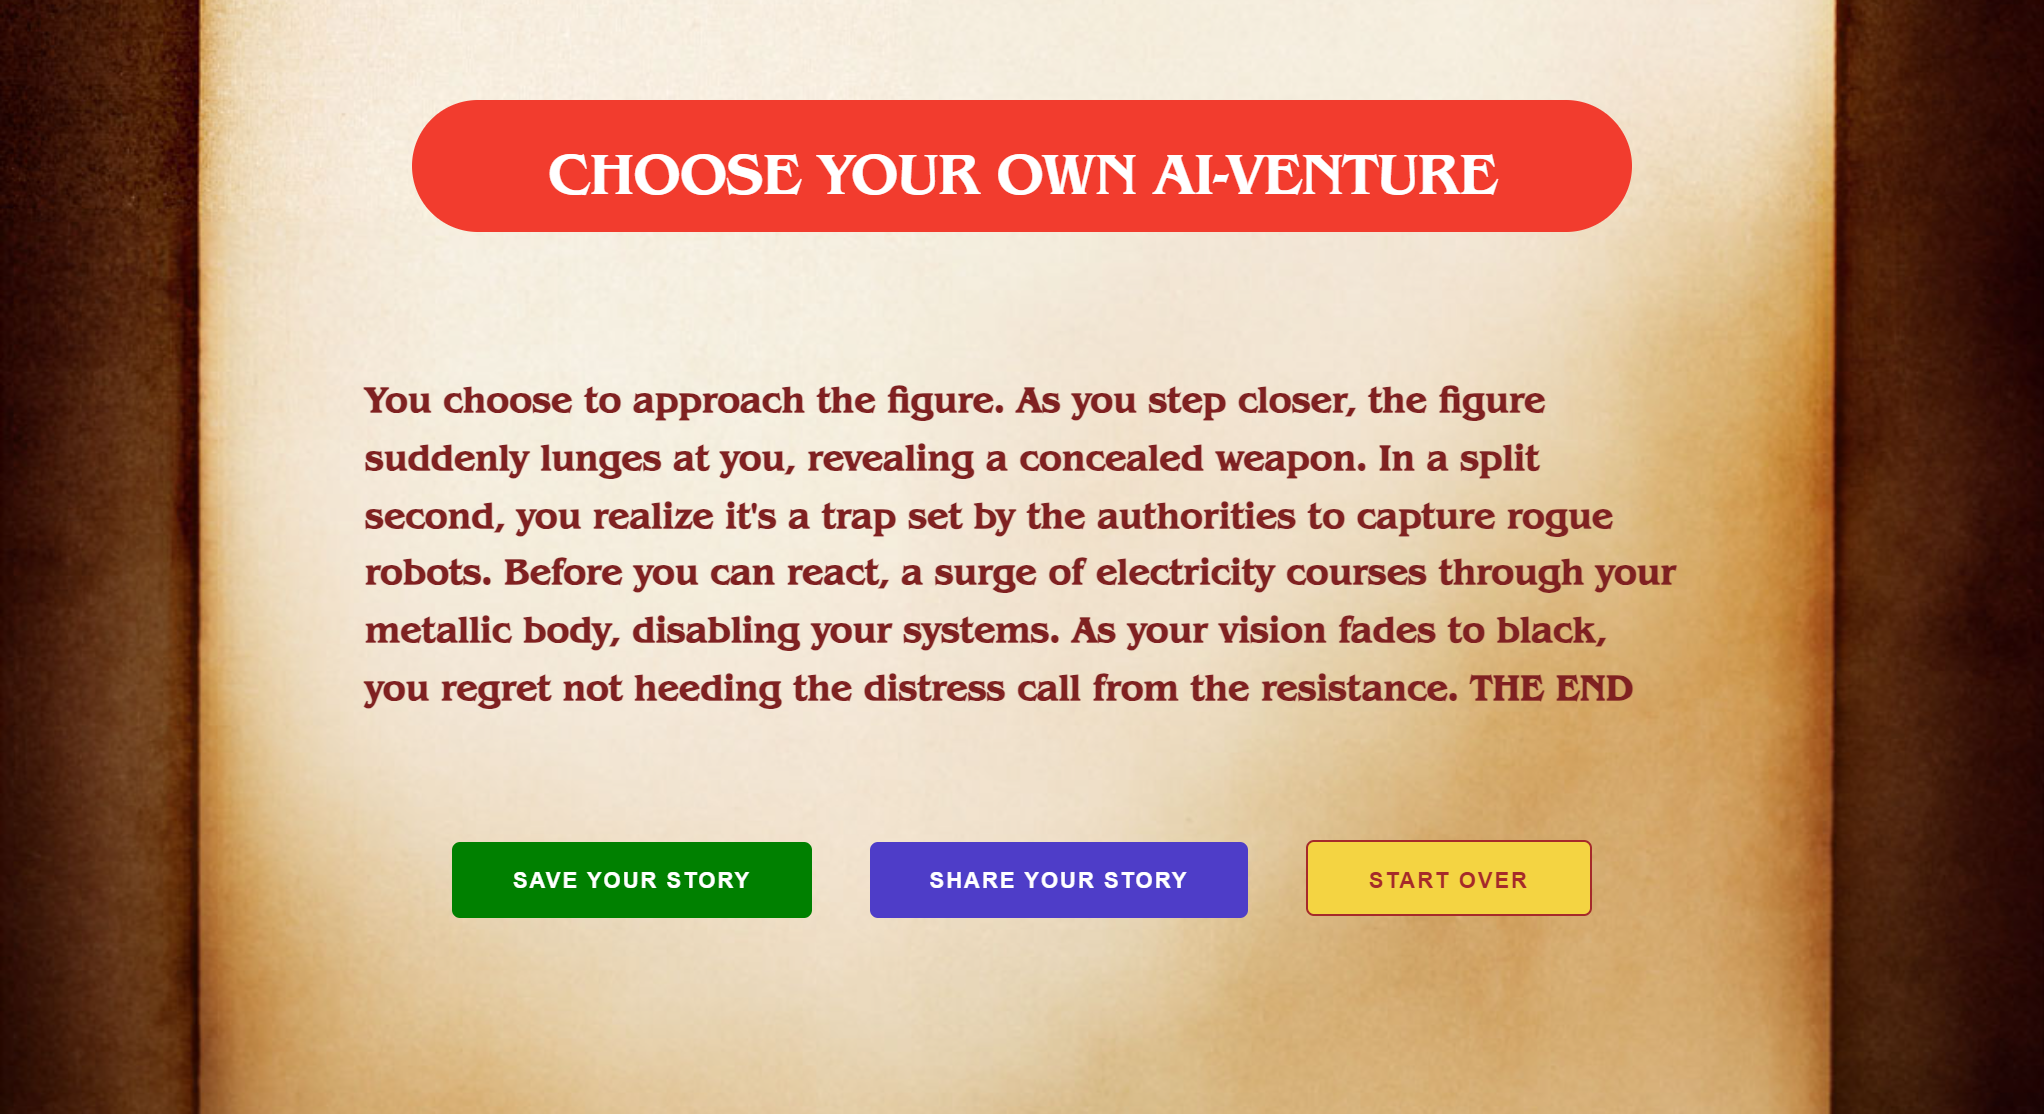 CHOOSE YOUR OWN AI-VENTURE
You choose to approach the figure. As you step closer, the figure
suddenly lunges at you, revealing a concealed weapon. In a split
second, you realize it's a trap set by the authorities to capture rogue
robots. Before you can react, a surge of electricity courses through your
metallic body, disabling your systems. As your vision fades to black,
you regret not heeding the distress call from the resistance. THE END
SAVE YOUR STORY
SHARE YOUR STORY
START OVER